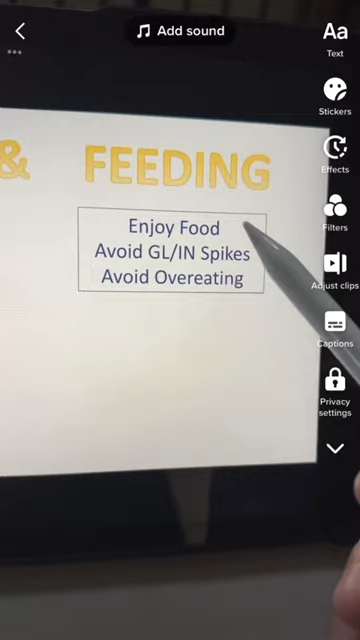 Add sound
Aa
Text
Stickers
Effects
Filters
Adjust clips
Captions
Privacy
settings
& FEEDING
Enjoy Food
Avoid GL/IN Spikes
Avoid Overeating